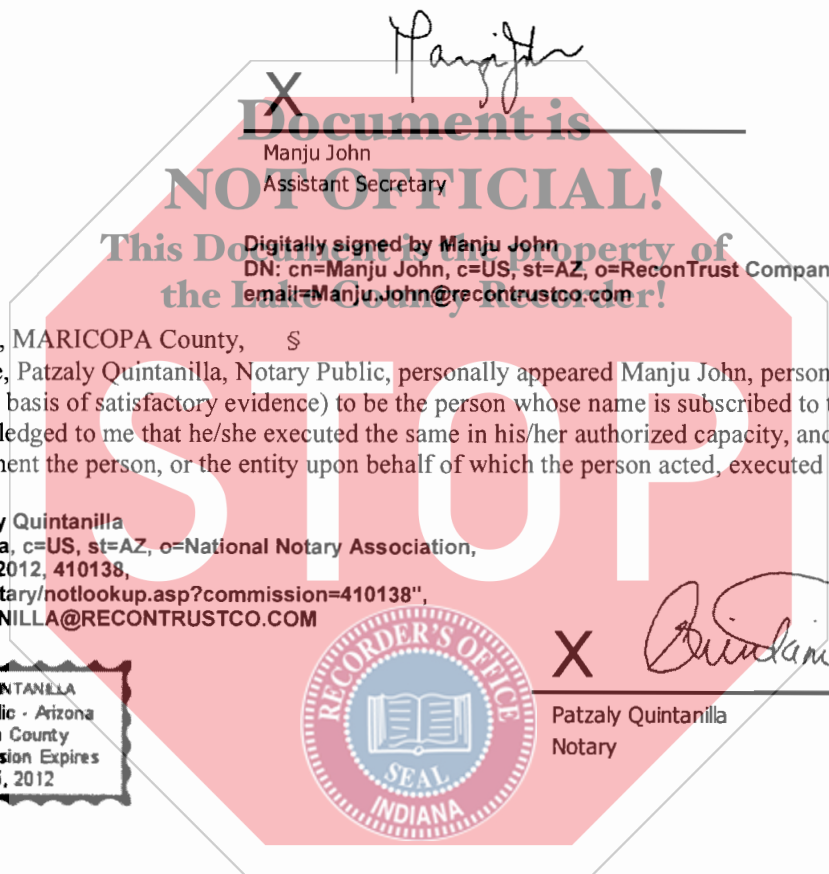 Manju John
X
Document is
Manju John
NOT OFFICIAL!
Assistant Secretary
Digitally signed by Manju John
This Document is the property of
DN: cn=Manju John, c=US, st=AZ, o=ReconTrust Compan
the Lake County Recorder!
email=Manju.John@recontrustco.com
, MARICOPA County, §
e, Patzaly Quintanilla, Notary Public, personally appeared Manju John, person
basis of satisfactory evidence) to be the person whose name is subscribed to t
ledged to me that he/she executed the same in his/her authorized capacity, and
ent the person, or the entity upon behalf of which the person acted, executed
STOP
y Quintanilla
a, c=US, st=AZ, o=National Notary Association,
2012, 410138,
tary/notlookup.asp?commission=410138",
NILLA@RECONTRUSTCO.COM
RECORDER'S OFFICE
SEAL
INDIANA
X
Patzaly Quintanilla
Notary
NTANILLA
lic - Arizona
County
sion Expires
, 2012